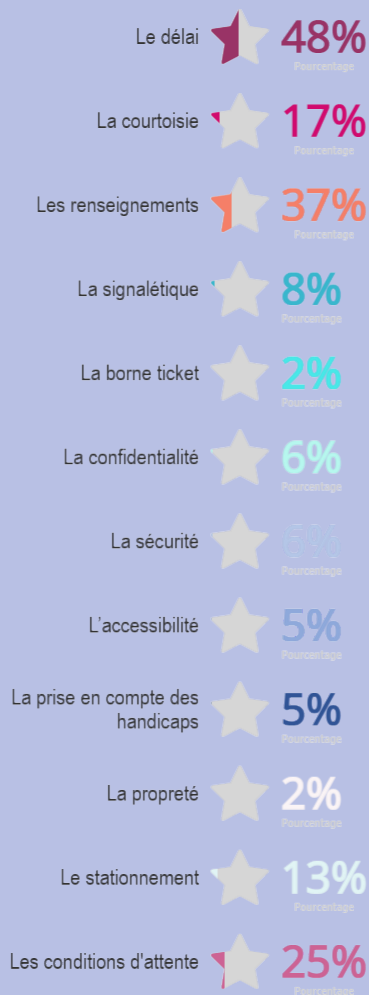 Le délai
48%
Pourcentage
La courtoisie
17%
Pourcentage
Les renseignements
37%
Pourcentage
La signalétique
8%
Pourcentage
La borne ticket
2%
Pourcentage
La confidentialité
6%
Pourcentage
La sécurité
6%
Pourcentage
L'accessibilité
5%
Pourcentage
La prise en compte des
handicaps
5%
Pourcentage
La propreté
2%
Pourcentage
Le stationnement
13%
Pourcentage
Les conditions d'attente
25%
Pourcentage